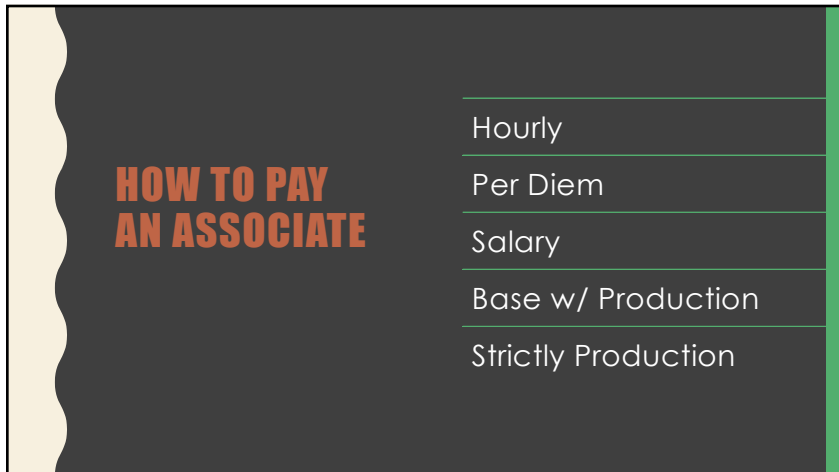 HOW TO PAY
AN ASSOCIATE
Hourly
Per Diem
Salary
Base w/ Production
Strictly Production